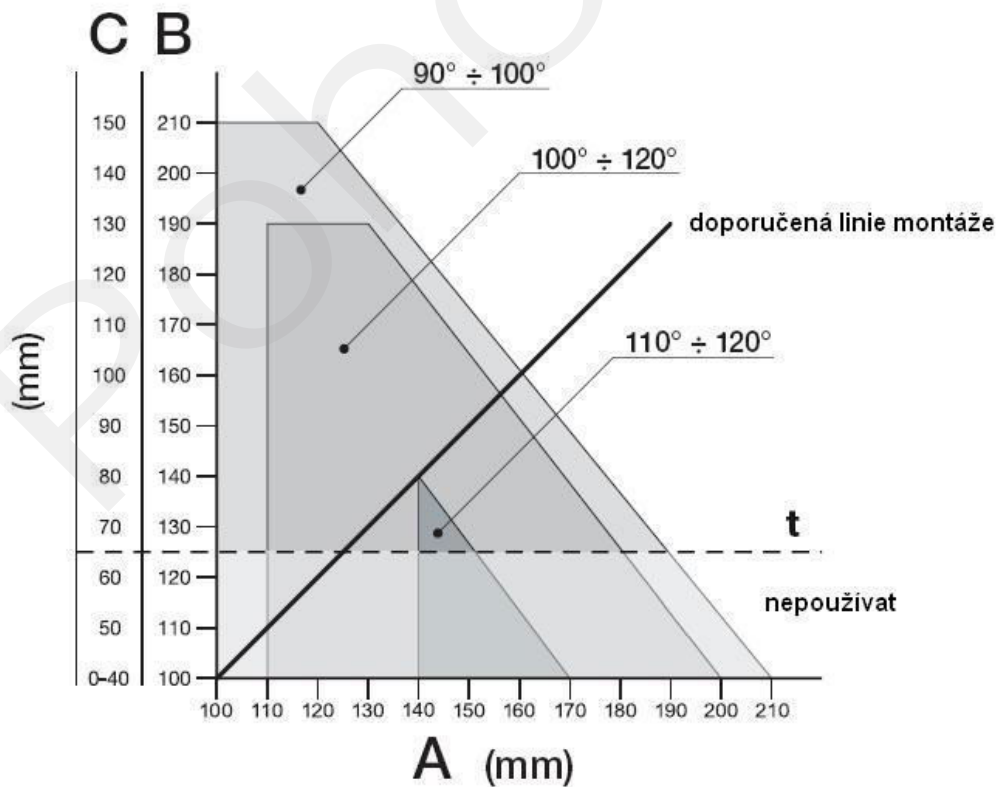 C B
90° ÷ 100°
150 210
100° ÷ 120°
140 200
130 190
doporučená linie montáže
120 180
110 170
110° ÷ 120°
(mm)
100 160
90 150
80 140
70 130
t
60 120
nepoužívat
50 110
0-40 100
100 110 120 130 140 150 160 170 180 190 200 210
A (mm)
Poho